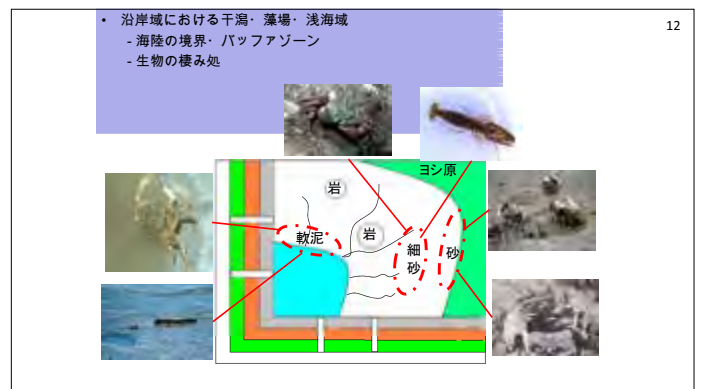 • 沿岸域における干潟・藻場・浅海域
- 海陸の境界・バッファゾーン
- 生物の棲み処
12
ヨシ原
岩
岩
軟泥
細砂
砂